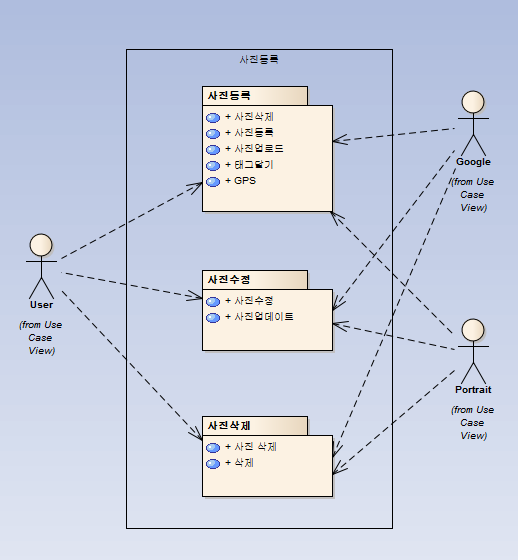 사진등록
사진등록
+ 사진삭제
+ 사진등록
+ 사진업로드
+ 태그달기
+ GPS
사진수정
+ 사진수정
+ 사진업데이트
사진삭제
+ 사진 삭제
+ 삭제
User
(from Use
Case
View)
Google
(from Use
Case
View)
Portrait
(from Use
Case
View)